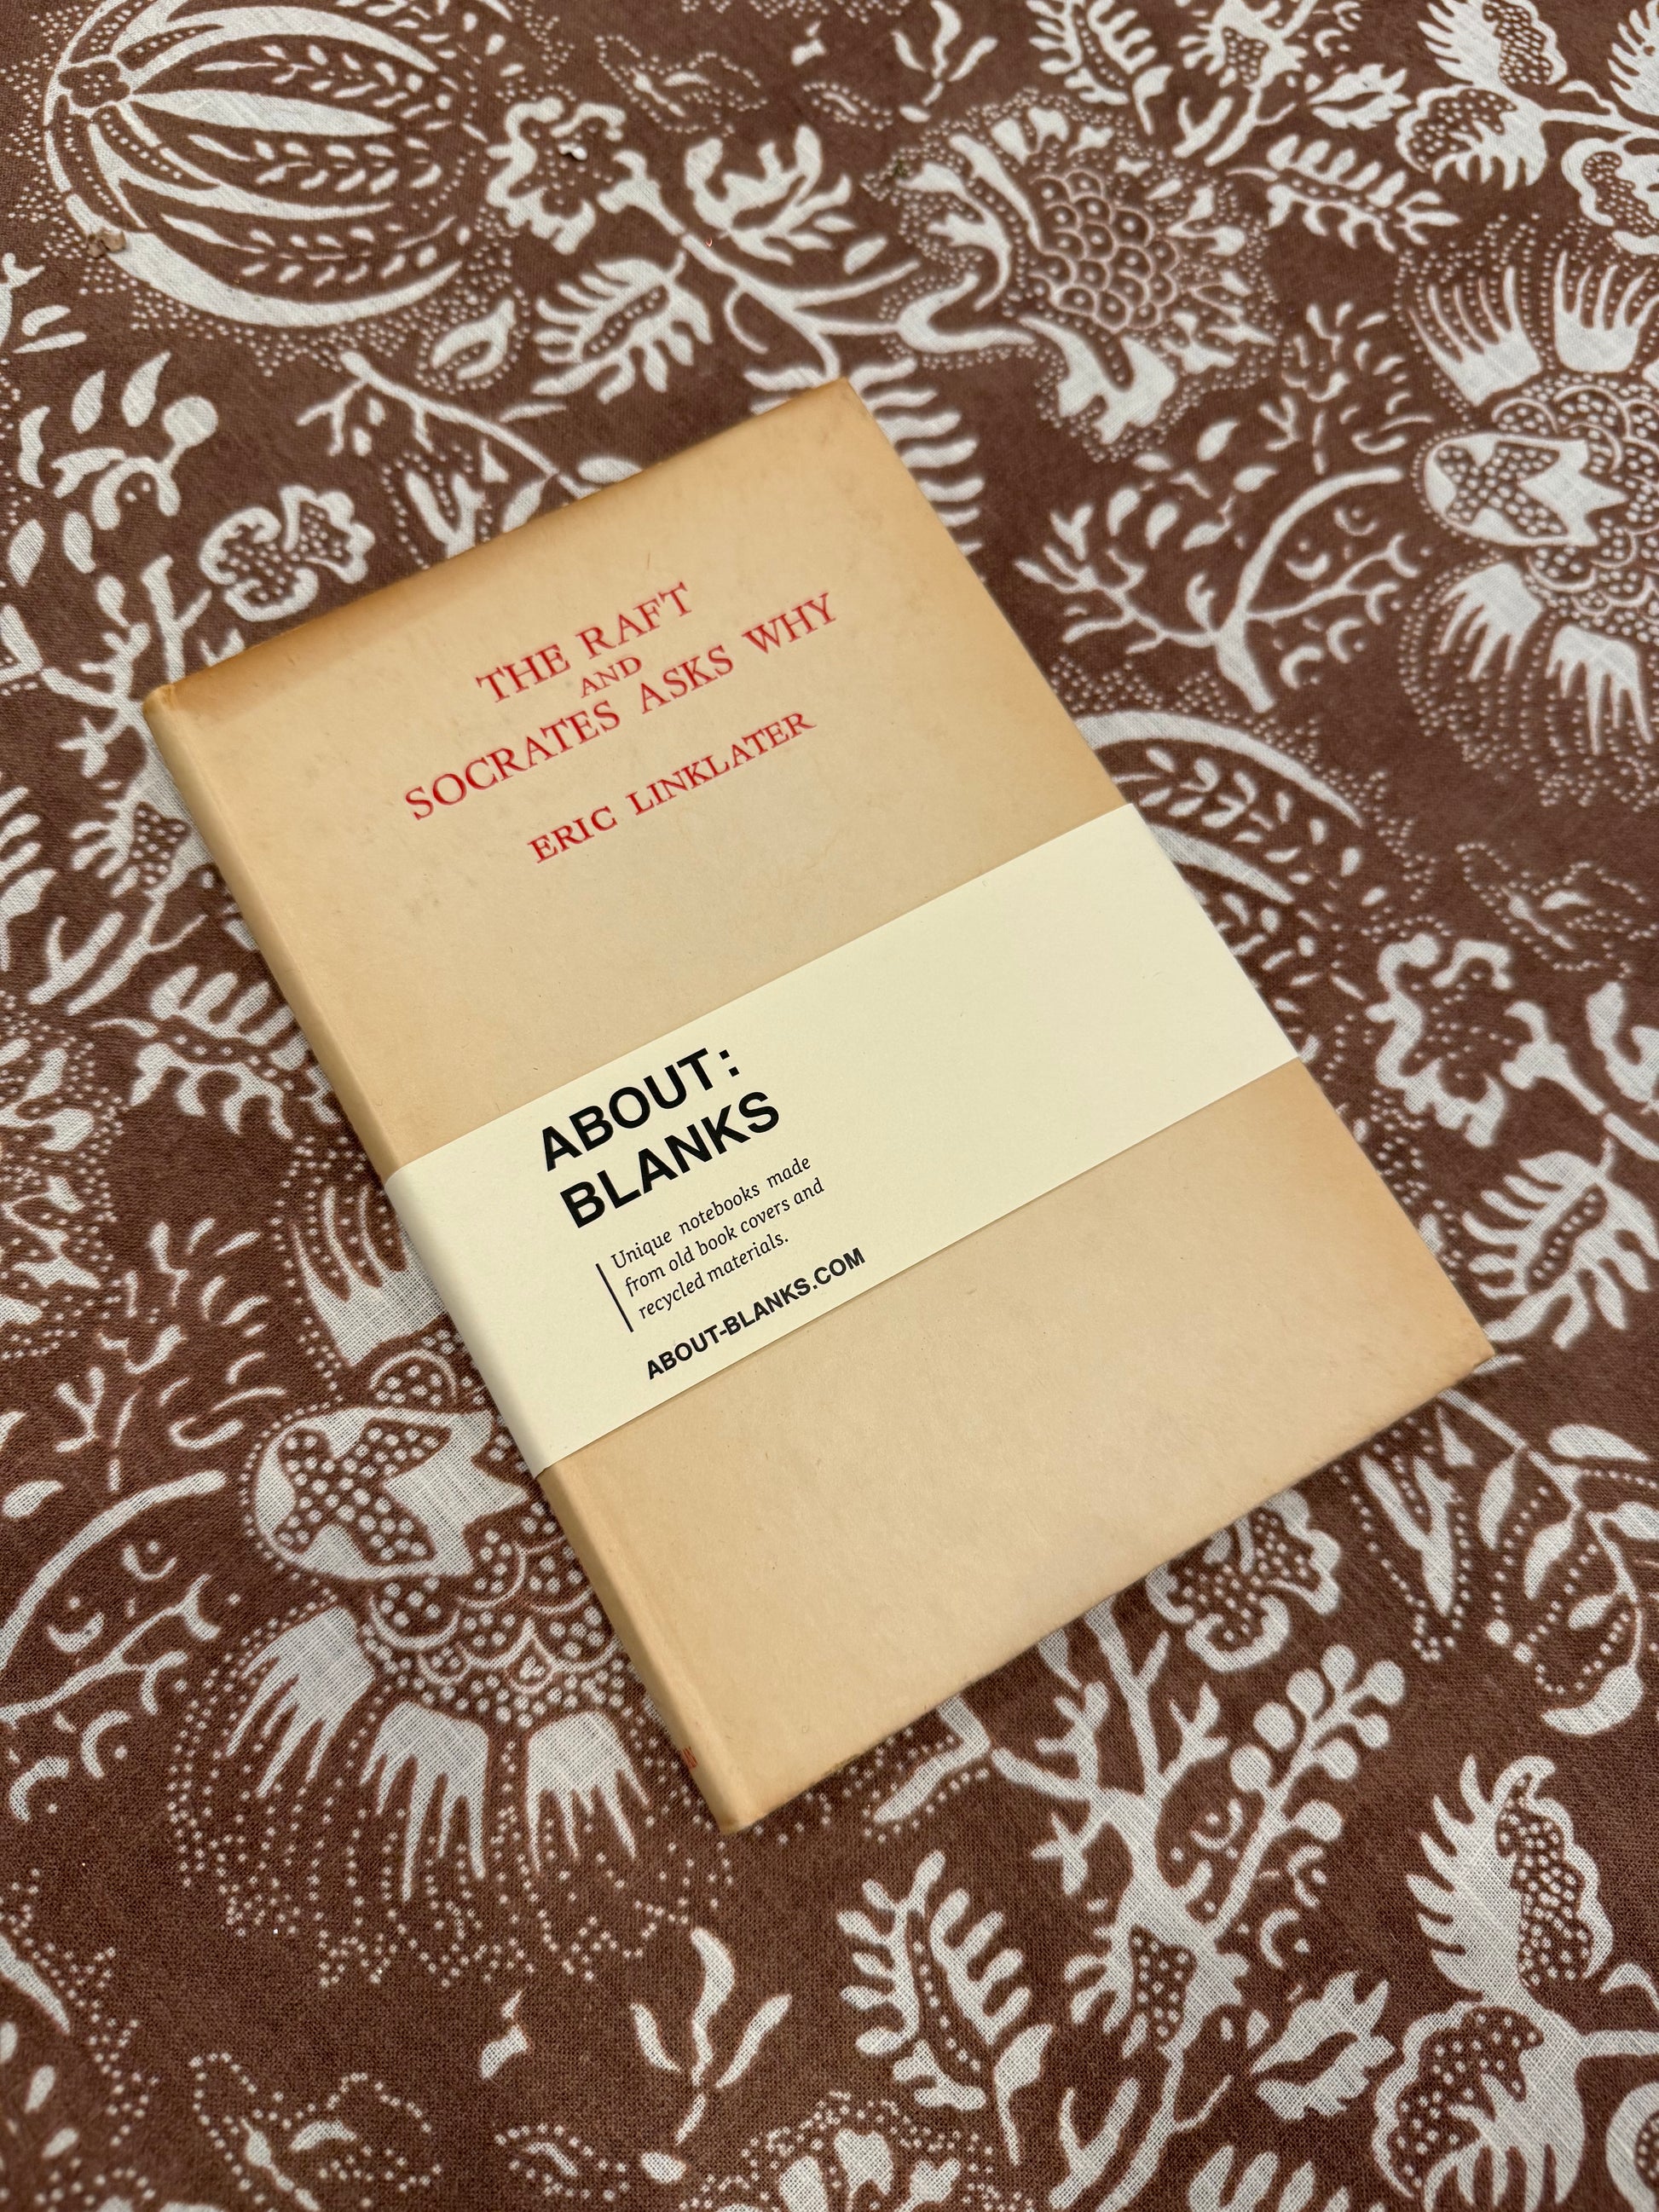 THE RAFT
AND
SOCRATES ASKS WHY
ERIC LINKLATER
ABOUT:
BLANKS
Unique notebooks made
from old book covers and
recycled materials.
ABOUT-BLANKS.COM